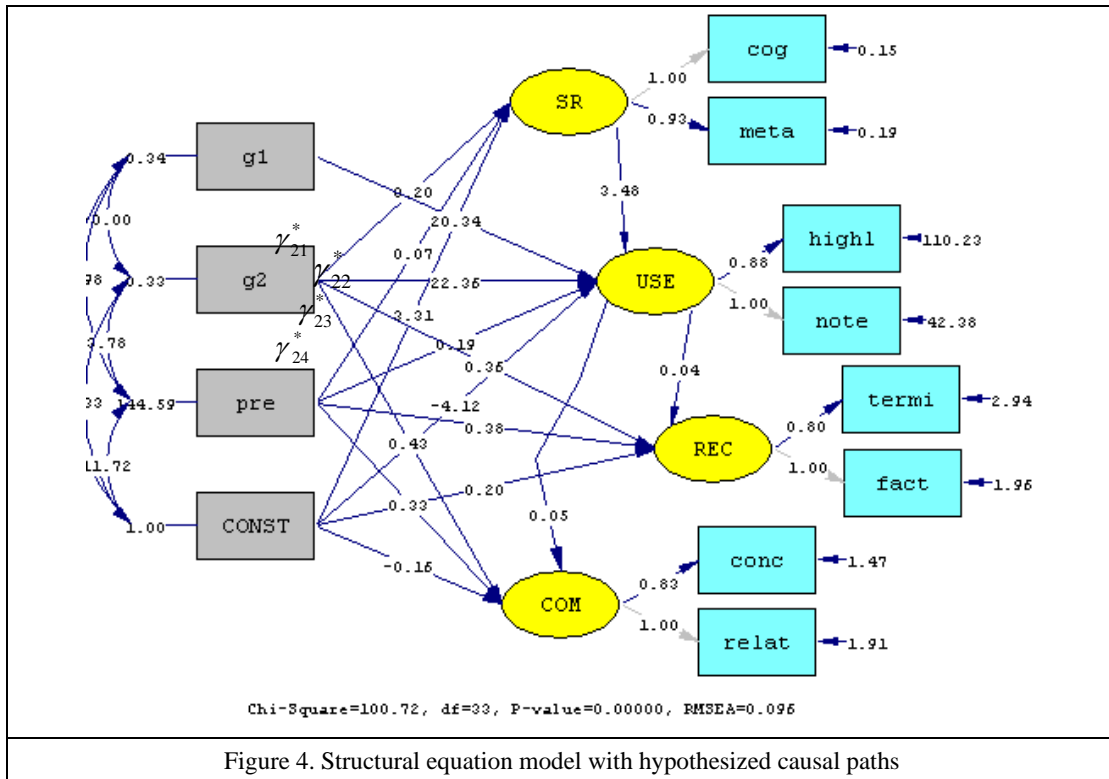 cog
0.15
1.00
SR
0.93
meta
0.19
0.34
g1
0.20
3.48
0.00
20.34
highl
110.23
γ*21
0.07
0.88
98
0.33
g2
γ*22
22.36
USE
1.00
note
42.38
γ*23
3.31
3.78
γ*24
0.19
0.36
0.04
termi
2.94
33
144.59
pre
-4.12
0.80
0.38
REC
0.43
1.00
11.72
fact
1.96
0.20
0.33
1.00
CONST
0.05
conc
1.47
-0.16
0.83
COM
1.00
relat
1.91
Chi-Square=100.72, df=33, P-value=0.00000, RMSEA=0.096
Figure 4. Structural equation model with hypothesized causal paths